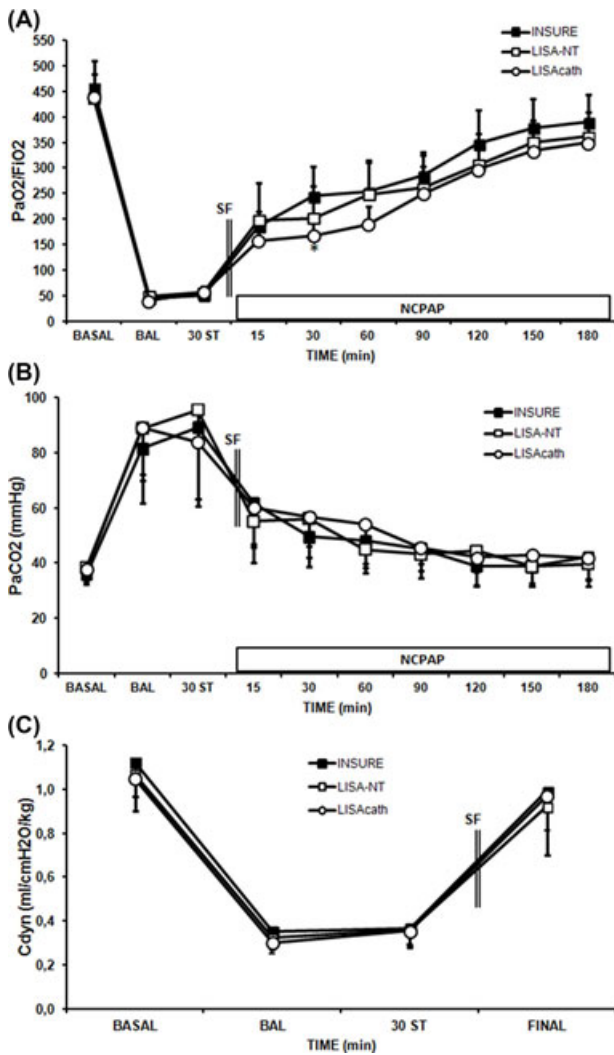 (A)
550
500
450
400
350
300
250
200
150
100
50
0
PaO2/FiO2
INSURE
LISA-NT
LISAcath
SF
*
NCPAP
BASAL BAL 30 ST 15 30 60 90 120 150 180
TIME (min)
(B)
100
80
60
40
20
0
PaCO2 (mmHg)
INSURE
LISA-NT
LISAcath
SF
NCPAP
BASAL BAL 30 ST 15 30 60 90 120 150 180
TIME (min)
(C)
1,2
1,0
0,8
0,6
0,4
0,2
0,0
Cdyn (ml/cmH2O/kg)
INSURE
LISA-NT
LISAcath
SF
BASAL BAL 30 ST FINAL
TIME (min)